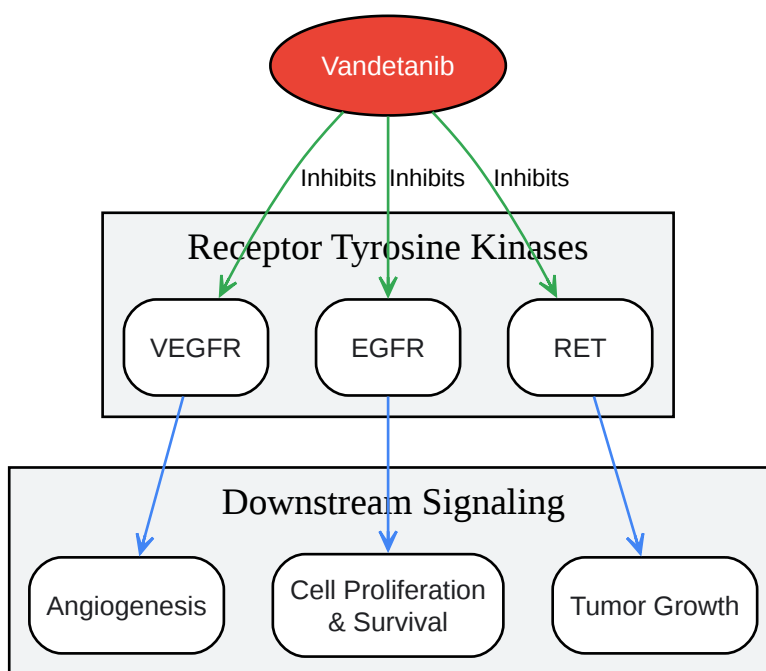 Vandetanib
Inhibits Inhibits Inhibits
Receptor Tyrosine Kinases
VEGFR EGFR RET
Downstream Signaling
Angiogenesis
Cell Proliferation
& Survival
Tumor Growth